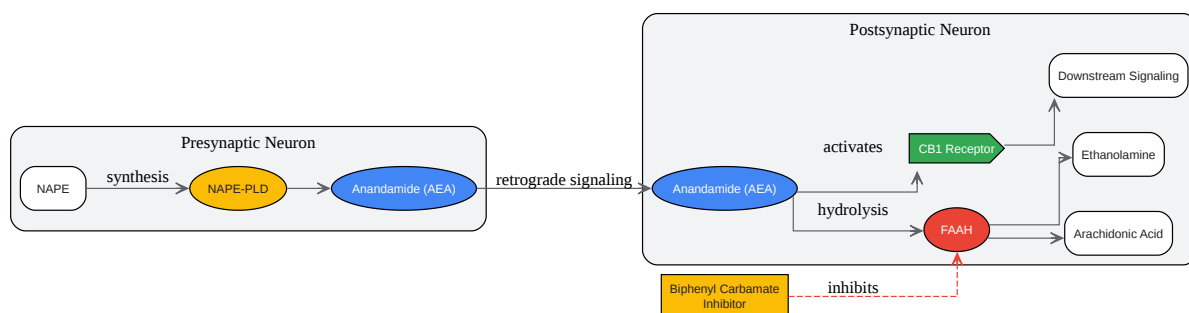 Presynaptic Neuron
NAPE
synthesis
NAPE-PLD
Anandamide (AEA)
retrograde signaling
Postsynaptic Neuron
Anandamide (AEA)
activates
CB1 Receptor
Downstream Signaling
hydrolysis
FAAH
Ethanolamine
Arachidonic Acid
Biphenyl Carbamate
Inhibitor
inhibits